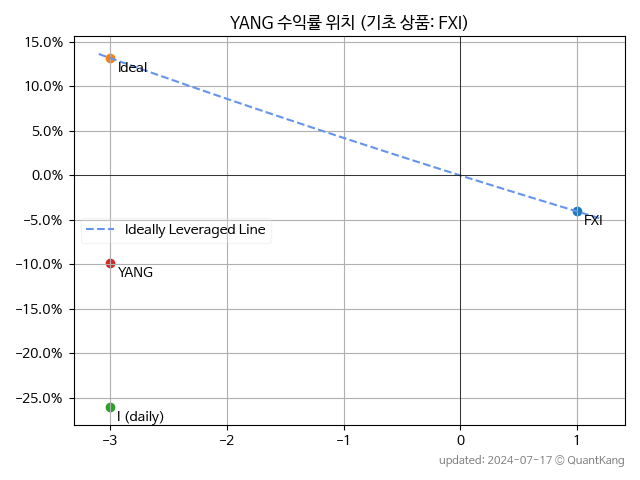 YANG 수익률 위치 (기초 상품: FXI)
15.0%
Ideal
10.0%
5.0%
0.0%
−5.0%
FXI
Ideally Leveraged Line
−10.0%
YANG
−15.0%
−20.0%
−25.0%
I (daily)
−3 −2 −1 0 1
updated: 2024-07-17 © QuantKang